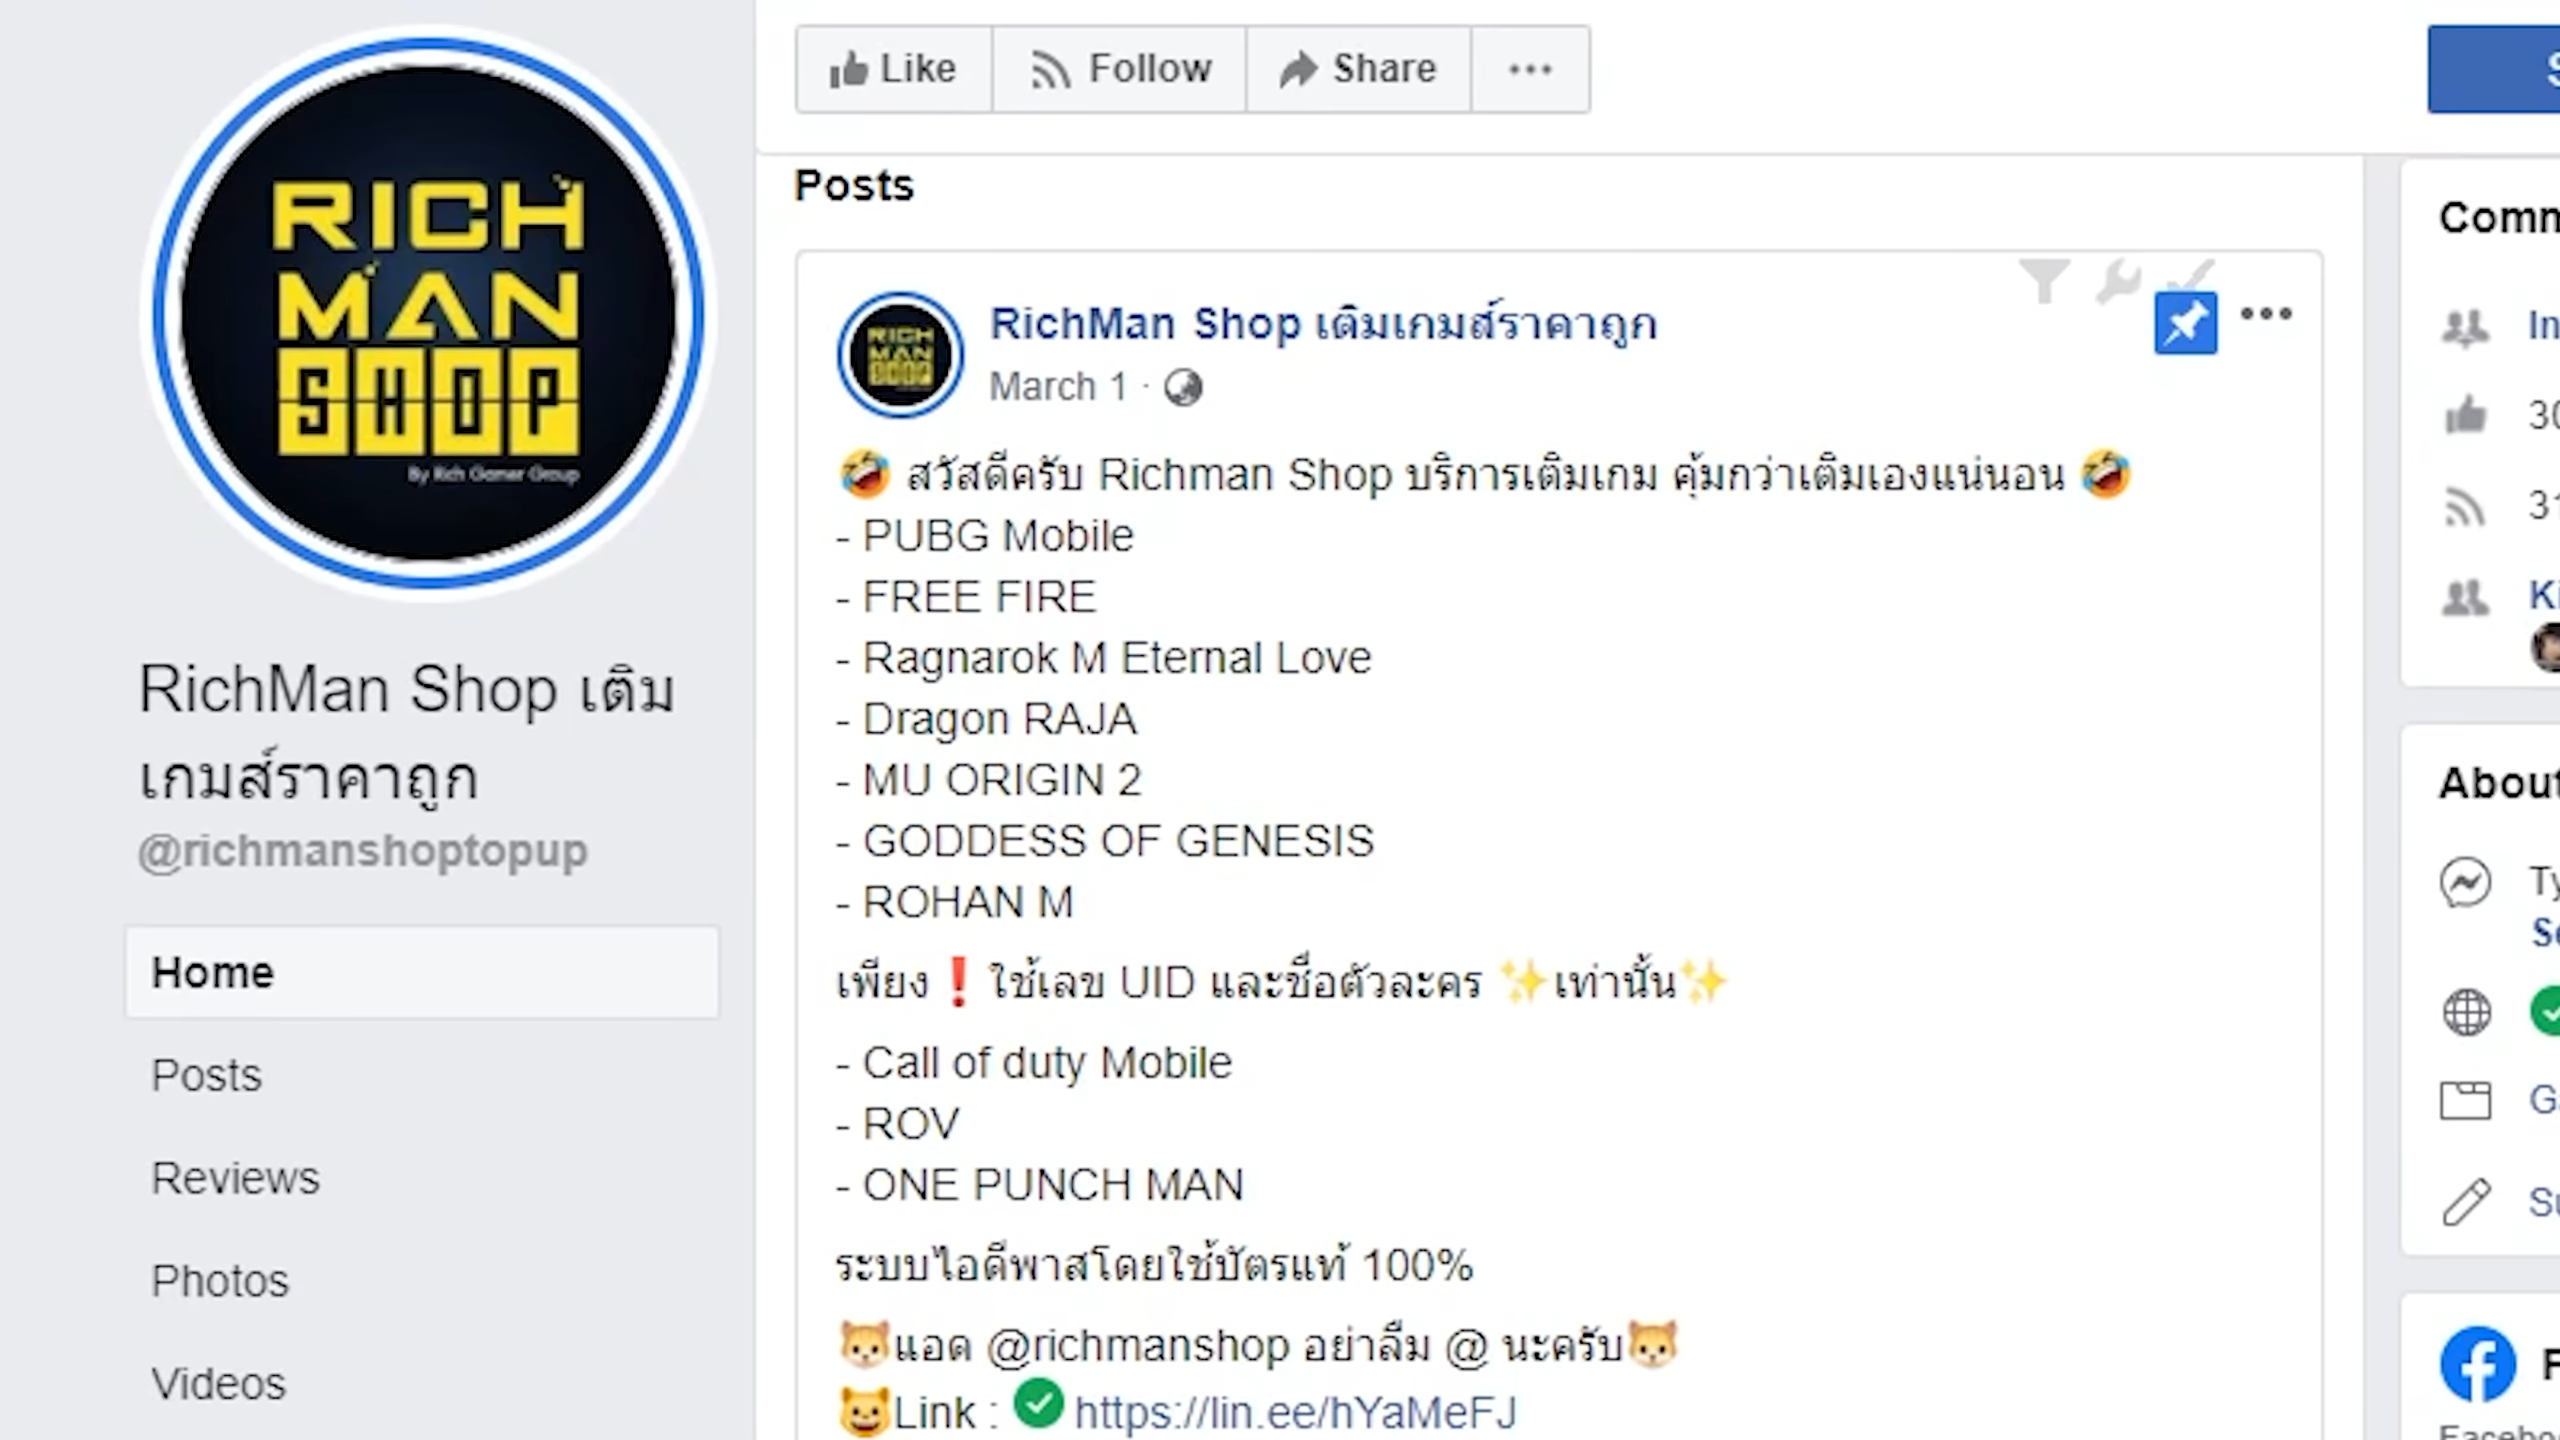 RICH
MAN
SHOP
By Rich Gamer Group
RichMan Shop เติม
เกมส์ราคาถูก
@richmanshoptopup
Home
Posts
Reviews
Photos
Videos
Like
Follow
Share
Posts
RichMan Shop เติมเกมส์ราคาถูก
March 1 ·
🤣 สวัสดีครับ Richman Shop บริการเติมเกม คุ้มกว่าเติมเองแน่นอน 🤣
- PUBG Mobile
- FREE FIRE
- Ragnarok M Eternal Love
- Dragon RAJA
- MU ORIGIN 2
- GODDESS OF GENESIS
- ROHAN M
เพียง❗ใช้เลข UID และชื่อตัวละคร ✨เท่านั้น✨
- Call of duty Mobile
- ROV
- ONE PUNCH MAN
ระบบไอดีพาสโดยใช้บัตรแท้ 100%
🐱แอด @richmanshop อย่าลืม @ นะครับ🐱
😺Link : https://lin.ee/hYaMeFJ